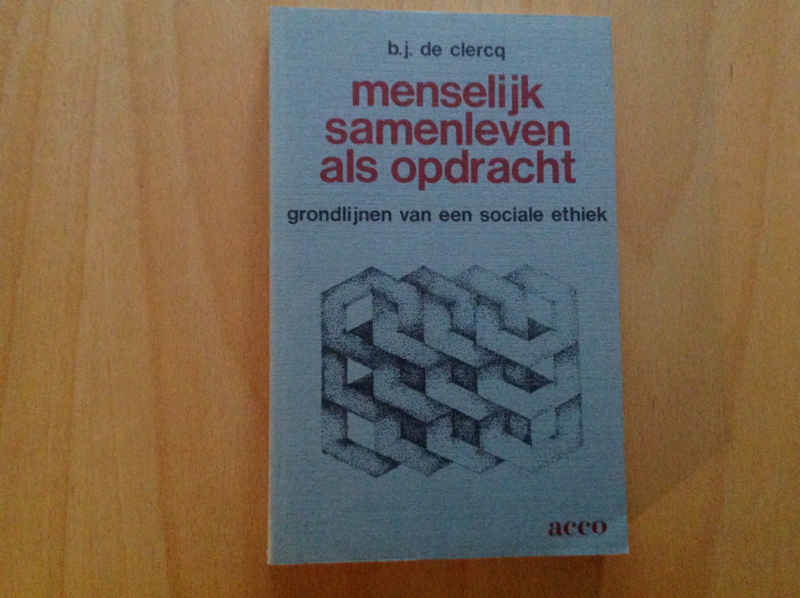 b.j. de clercq
menselijk
samenleven
als opdracht
grondlijnen van een sociale ethiek
acco